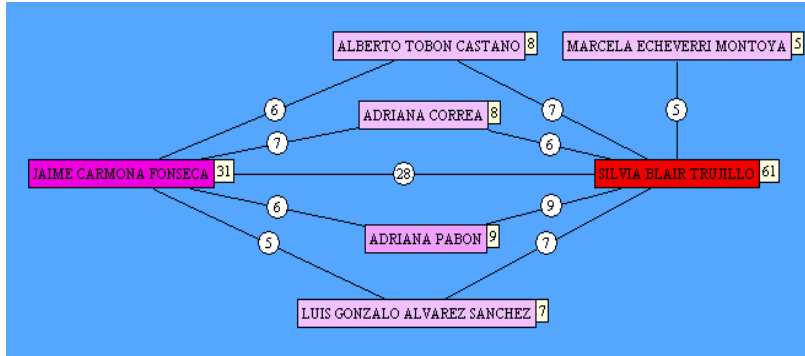 ALBERTO TOBON CASTANO 8
MARCELA ECHEVERRI MONTOYA 5
6
7
5
ADRIANA CORREA 8
7
6
JAIME CARMONA FONSECA 31
28
SILVIA BLAIR TRUJILLO 61
6
9
ADRIANA PABON 9
5
7
LUIS GONZALO ALVAREZ SANCHEZ 7